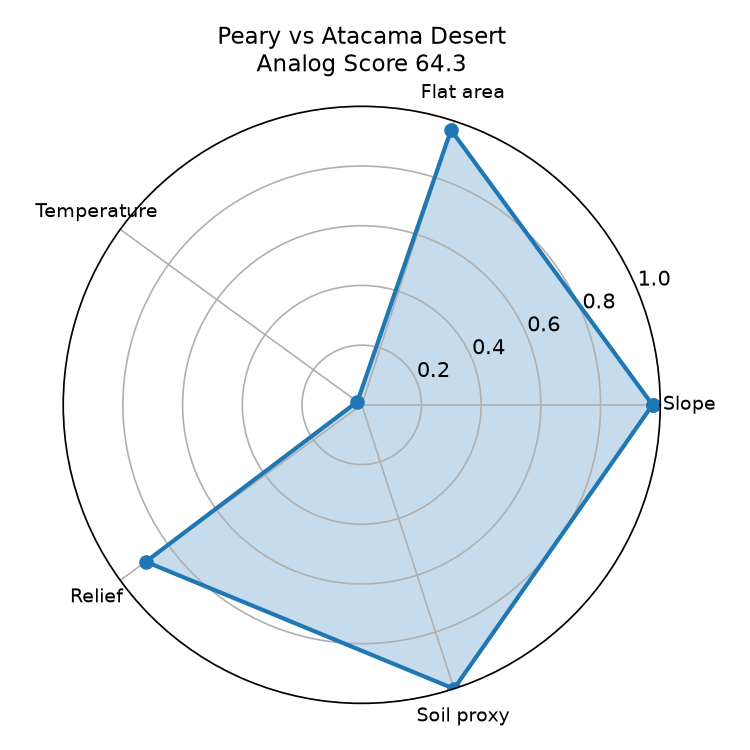 Peary vs Atacama Desert
Analog Score 64.3
Flat area
Temperature
1.0
0.8
0.6
0.4
0.2
Slope
Relief
Soil proxy